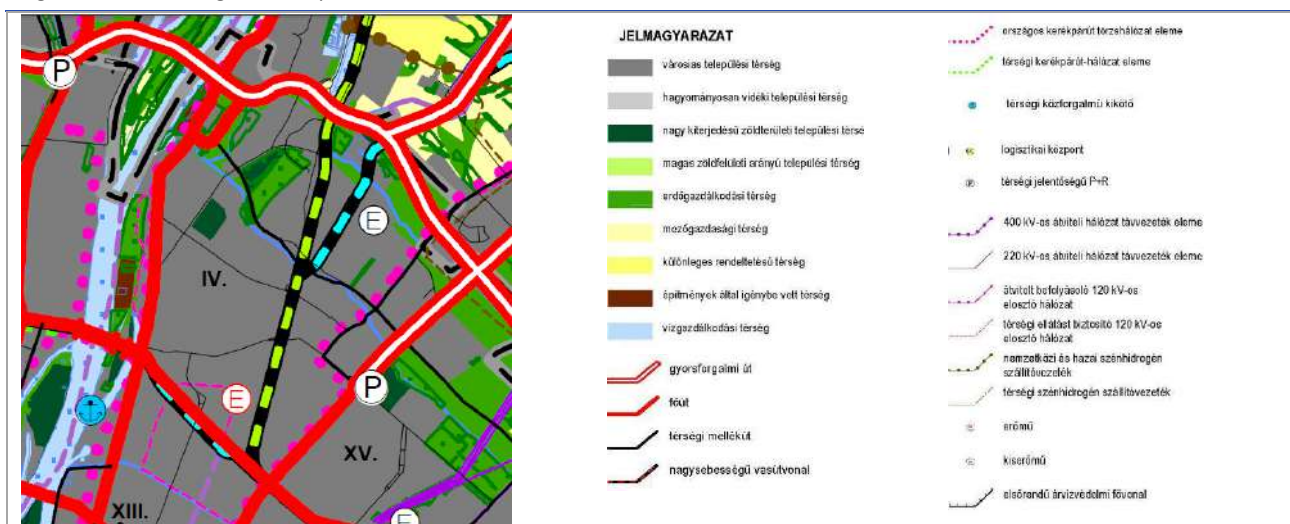 P
E
IV.
E
P
XV.
XIII.
E
JELMAGYARÁZAT
városias települési térség
hagyományosan vidéki települési térség
nagy kiterjedésű zöldterületi települési térsé
magas zöldfelületi arányú települési térség
erdőgazdálkodási térség
mezőgazdasági térség
különleges rendeltetésű térség
építmények által igénybe vett térség
vízgazdálkodási térség
gyorsforgalmi út
főút
térségi mellékút
nagysebességű vasútvonal
országos kerékpárút törzshálózat eleme
térségi kerékpárút-hálózat eleme
térségi közforgalmú kikötő
logisztikai központ
térségi jelentőségű P+R
400 kV-os átviteli hálózat távvezeték eleme
220 kV-os átviteli hálózat távvezeték eleme
átvitelt befolyásoló 120 kV-os
elosztó hálózat
térségi ellátást biztosító 120 kV-os
elosztó hálózat
nemzetközi és hazai szénhidrogén
szállítóvezeték
térségi szénhidrogén szállítóvezeték
erőmű
kiserőmű
elsőrendű árvízvédelmi fővonal